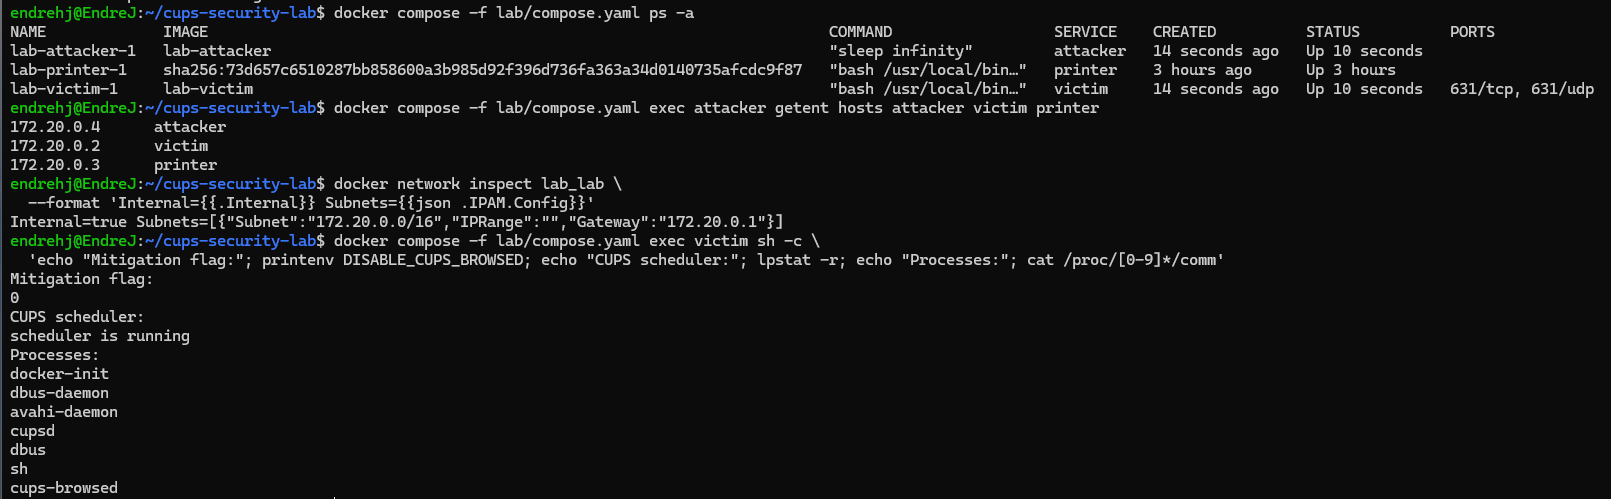 endrehj@EndreJ:~/cups-security-lab$ docker compose -f lab/compose.yaml ps -a
NAME             IMAGE                                                                     COMMAND                  SERVICE    CREATED          STATUS          PORTS
lab-attacker-1   lab-attacker                                                              "sleep infinity"         attacker   14 seconds ago   Up 10 seconds
lab-printer-1    sha256:73d657c6510287bb858600a3b985d92f396d736fa363a34d0140735afcdc9f87   "bash /usr/local/bin…"   printer    3 hours ago      Up 3 hours
lab-victim-1     lab-victim                                                                "bash /usr/local/bin…"   victim     14 seconds ago   Up 10 seconds   631/tcp, 631/udp
endrehj@EndreJ:~/cups-security-lab$ docker compose -f lab/compose.yaml exec attacker getent hosts attacker victim printer
172.20.0.4      attacker
172.20.0.2      victim
172.20.0.3      printer
endrehj@EndreJ:~/cups-security-lab$ docker network inspect lab_lab \
  --format 'Internal={{.Internal}} Subnets={{json .IPAM.Config}}'
Internal=true Subnets=[{"Subnet":"172.20.0.0/16","IPRange":"","Gateway":"172.20.0.1"}]
endrehj@EndreJ:~/cups-security-lab$ docker compose -f lab/compose.yaml exec victim sh -c \
  'echo "Mitigation flag:"; printenv DISABLE_CUPS_BROWSED; echo "CUPS scheduler:"; lpstat -r; echo "Processes:"; cat /proc/[0-9]*/comm'
Mitigation flag:
0
CUPS scheduler:
scheduler is running
Processes:
docker-init
dbus-daemon
avahi-daemon
cupsd
dbus
sh
cups-browsed